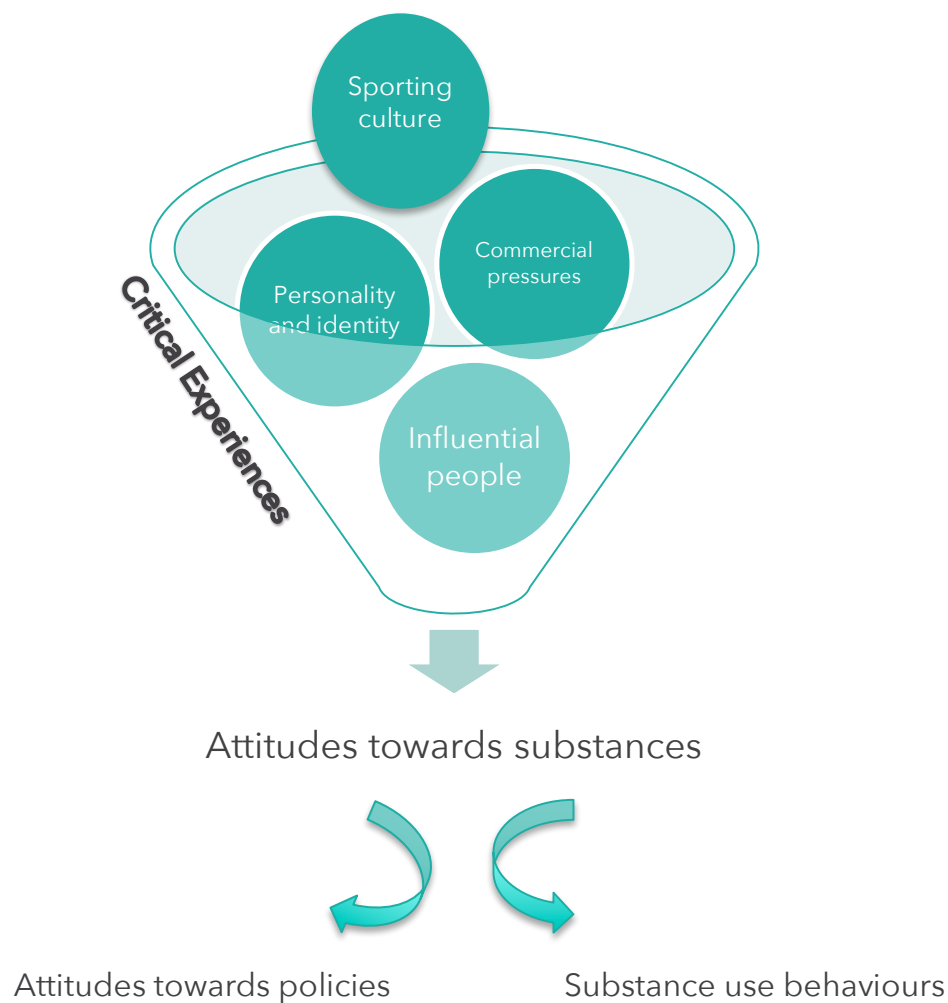 Sporting
culture
Commercial
pressures
Personality
and identity
Critical Experiences
Influential
people
Attitudes towards substances
Attitudes towards policies
Substance use behaviours